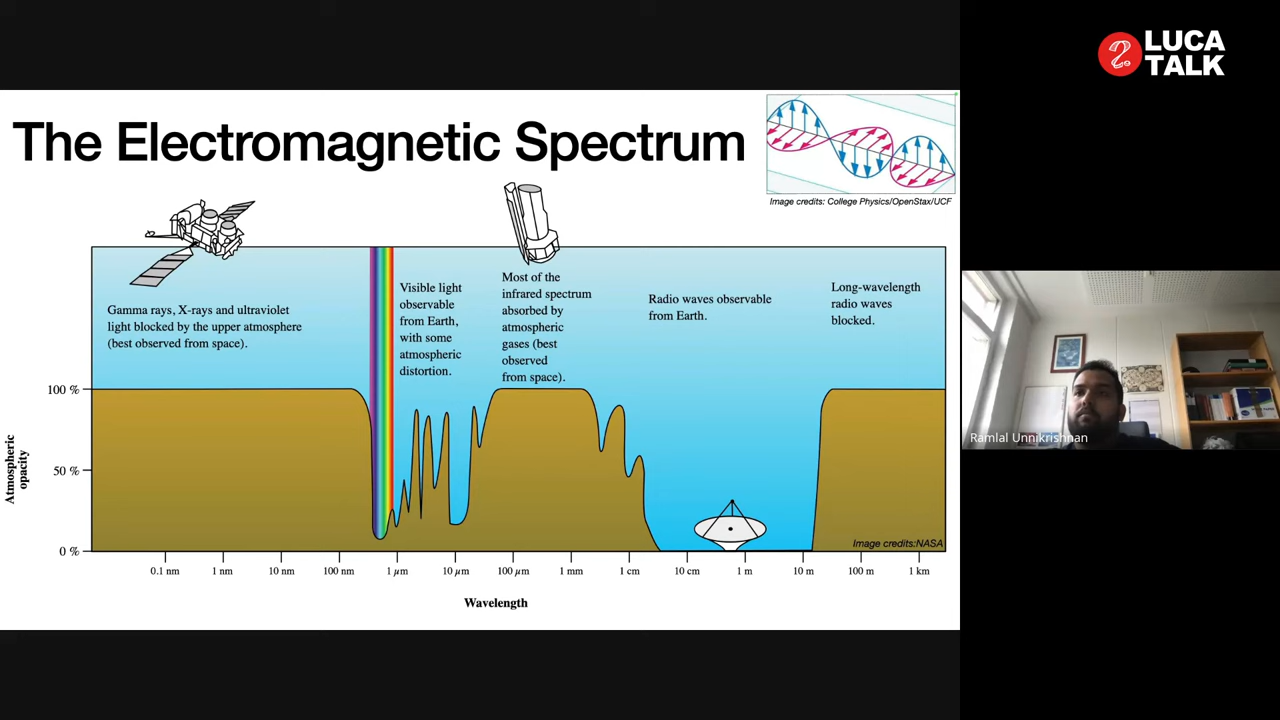 LUCA
TALK
The Electromagnetic Spectrum
Image credits: College Physics/OpenStax/UCF
Gamma rays, X-rays and ultraviolet
light blocked by the upper atmosphere
(best observed from space).
Visible light
observable
from Earth,
with some
atmospheric
distortion.
Most of the
infrared spectrum
absorbed by
atmospheric
gases (best
observed
from space).
Radio waves observable
from Earth.
Long-wavelength
radio waves
blocked.
Atmospheric
opacity
100 %
50 %
0 %
Image credits:NASA
0.1 nm
1 nm
10 nm
100 nm
1 µm
10 µm
100 µm
1 mm
1 cm
10 cm
1 m
10 m
100 m
1 km
Wavelength
Ramlal Unnikrishnan